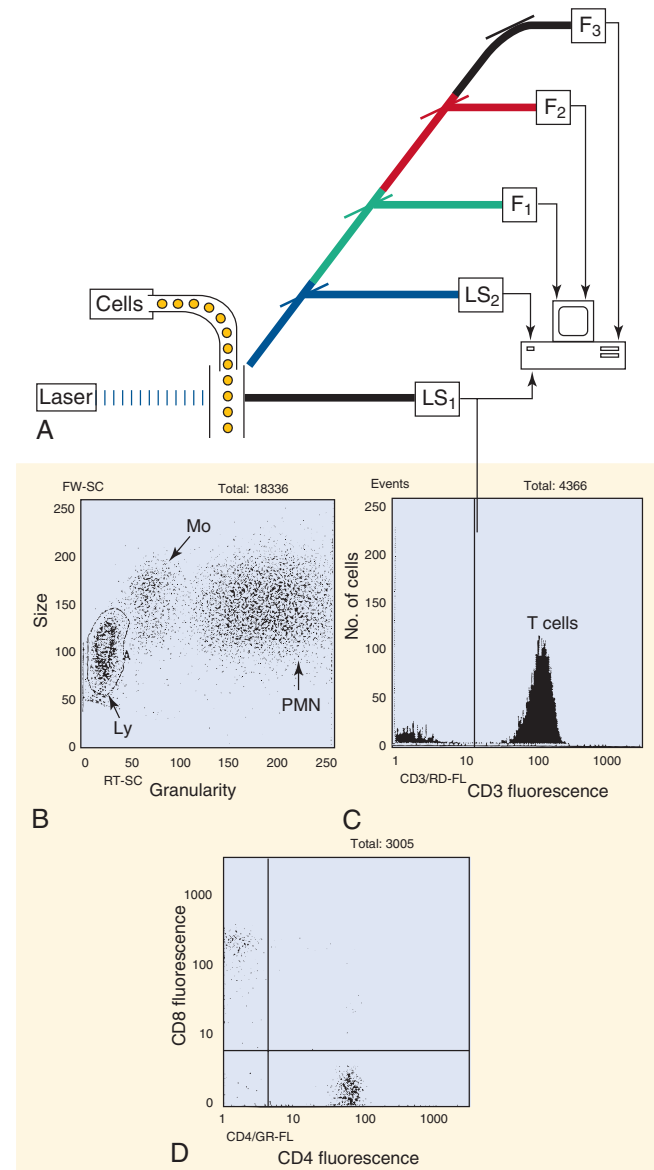 F3
F2
F1
Cells
LS2
Laser
LS1
A
FW-SC Total: 18336
250
200
150
100
50
0
Size
Mo
A
Ly
PMN
0 50 100 150 200 250
RT-SC Granularity
B
Events Total: 4366
250
200
150
100
50
0
No. of cells
T cells
1 10 100 1000
CD3/RD-FL CD3 fluorescence
C
Total: 3005
1000
100
10
0
CD8 fluorescence
1 10 100 1000
CD4/GR-FL
CD4 fluorescence
D